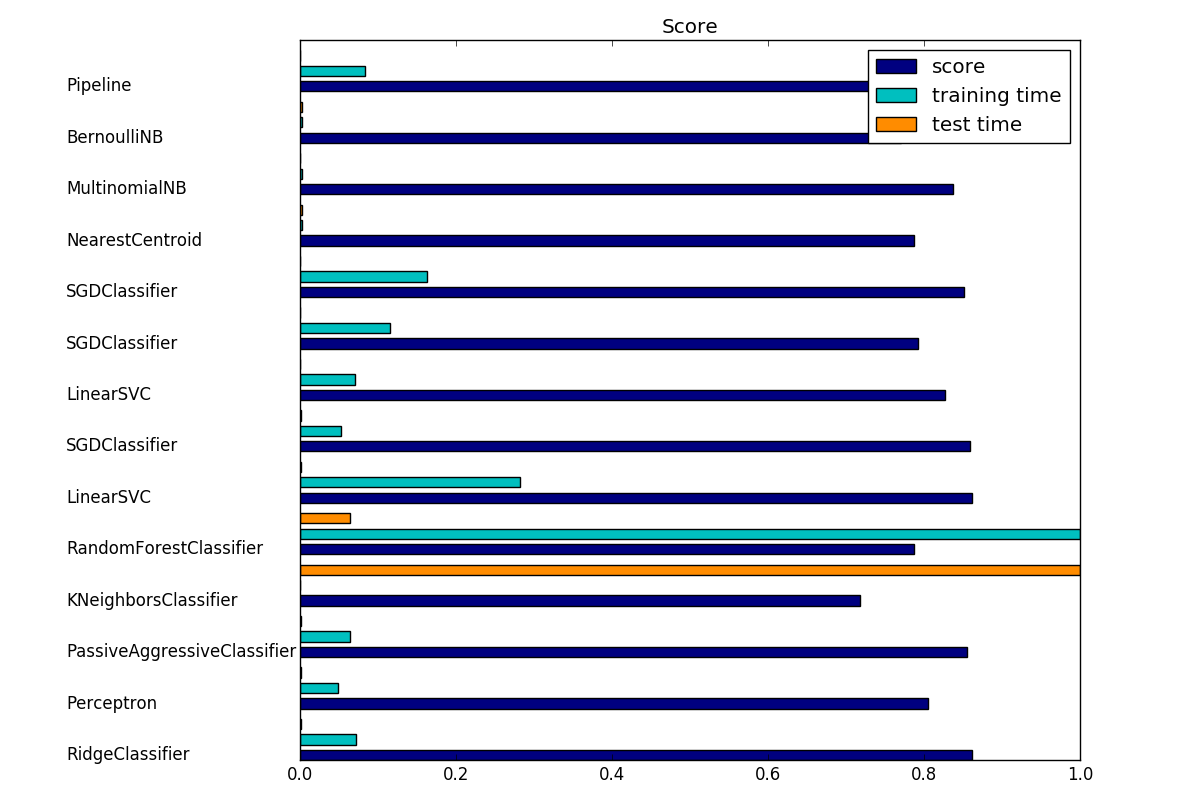 Score
score
training time
test time
Pipeline
BernoulliNB
MultinomialNB
NearestCentroid
SGDClassifier
SGDClassifier
LinearSVC
SGDClassifier
LinearSVC
RandomForestClassifier
KNeighborsClassifier
PassiveAggressiveClassifier
Perceptron
RidgeClassifier
0.0 0.2 0.4 0.6 0.8 1.0